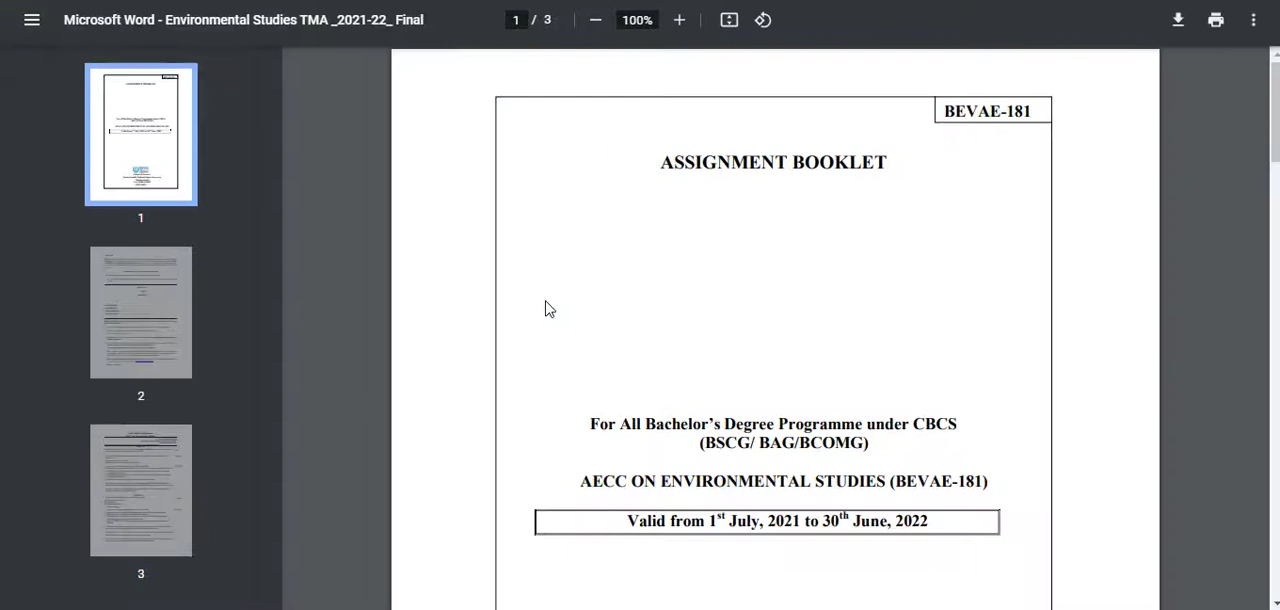 Microsoft Word - Environmental Studies TMA _2021-22_ Final
1 / 3
100%
1
2
3
BEVAE-181
ASSIGNMENT BOOKLET
For All Bachelor’s Degree Programme under CBCS
(BSCG/ BAG/BCOMG)
AECC ON ENVIRONMENTAL STUDIES (BEVAE-181)
Valid from 1st July, 2021 to 30th June, 2022